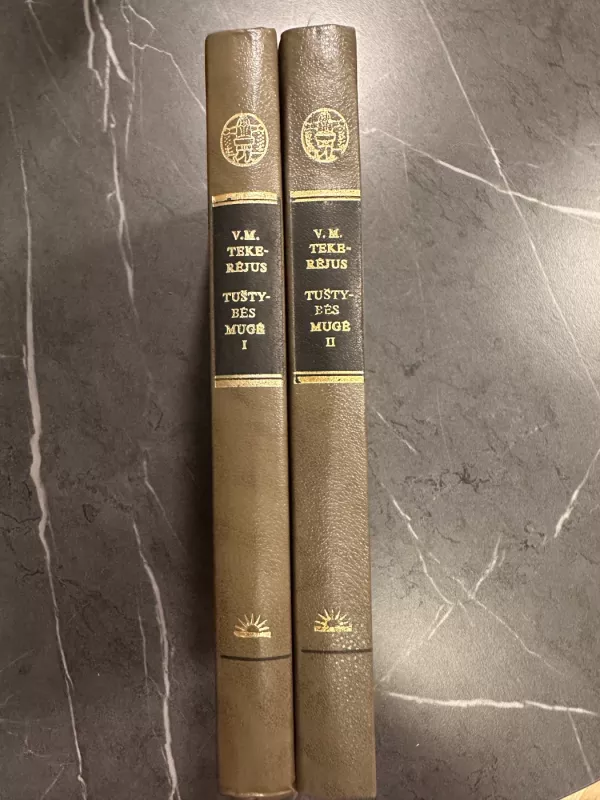 V.M.
TEKE-
RĖJUS
TUŠTY-
BĖS
MUGĖ
I
V.M.
TEKE-
RĖJUS
TUŠTY-
BĖS
MUGĖ
II